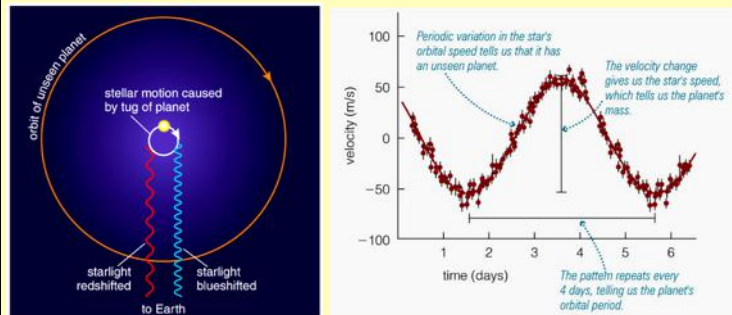 orbit of unseen planet
stellar motion caused
by tug of planet
starlight
redshifted
starlight
blueshifted
to Earth
Periodic variation in the star's
orbital speed tells us that it has
an unseen planet.
The velocity change
gives us the star's speed,
which tells us the planet's
mass.
velocity (m/s)
100
50
0
−50
−100
1 2 3 4 5 6
time (days)
The pattern repeats every
4 days, telling us the planet's
orbital period.